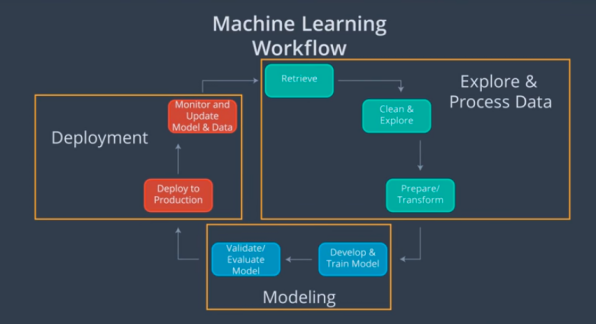 Machine Learning
Workflow
Retrieve
Explore &
Process Data
Clean &
Explore
Prepare/
Transform
Develop &
Train Model
Validate/
Evaluate
Model
Modeling
Deployment
Deploy to
Production
Monitor and
Update
Model & Data